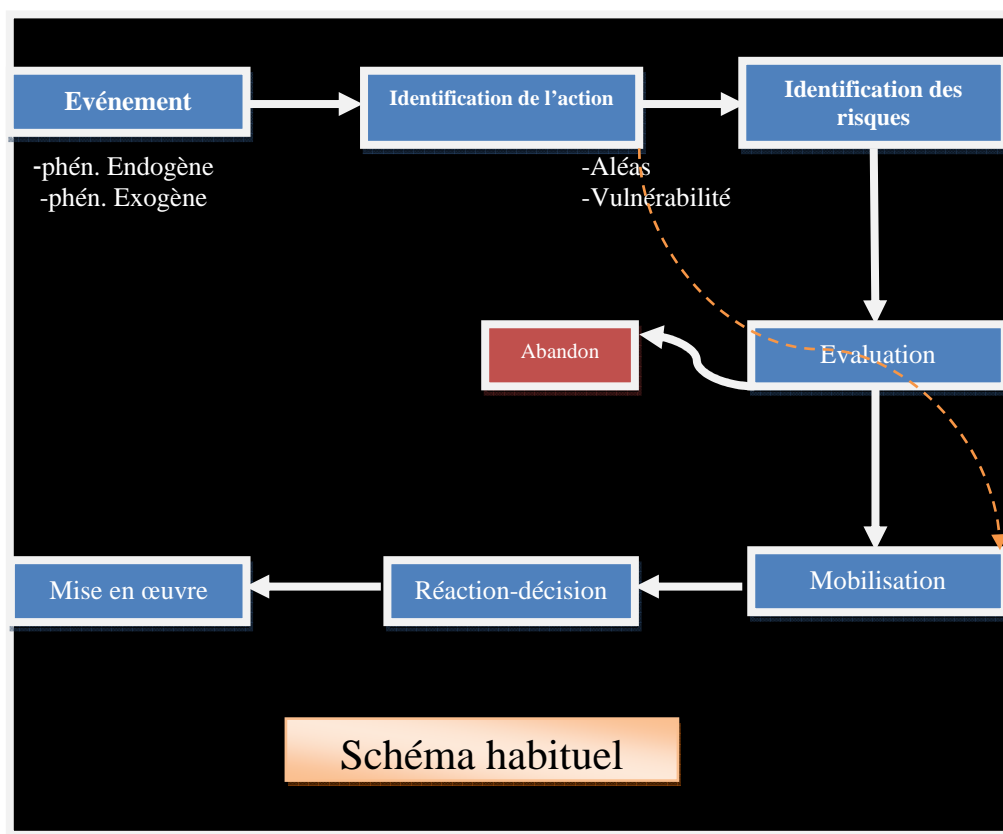 Evénement
Identification de l’action
Identification des
risques
-phén. Endogène
-phén. Exogène
-Aléas
-Vulnérabilité
Abandon
Evaluation
Mise en œuvre
Réaction-décision
Mobilisation
Schéma habituel